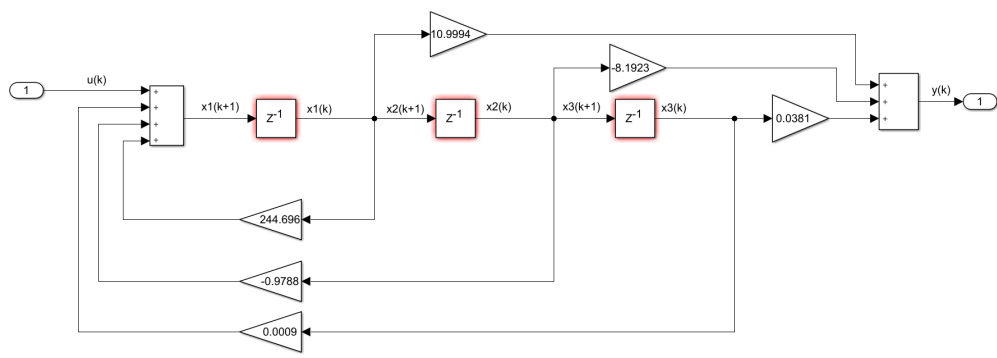 10.9994
-8.1923
1
u(k)
+
+
+
+
x1(k+1)
Z-1
x1(k)
x2(k+1)
Z-1
x2(k)
x3(k+1)
Z-1
x3(k)
0.0381
+
+
+
y(k)
1
244.696
-0.9788
0.0009